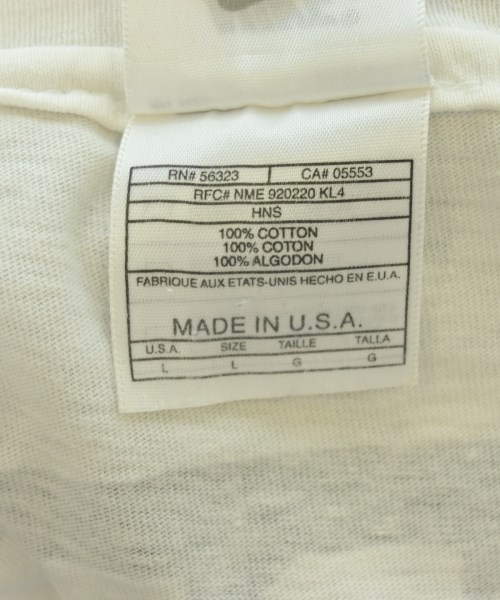 RN# 56323 CA# 05553
RFC# NME 920220 KL4
HNS
100% COTTON
100% COTON
100% ALGODON
FABRIQUE AUX ETATS-UNIS HECHO EN E.U.A.
MADE IN U.S.A.
U.S.A. SIZE TAILLE TALLA
L L G G